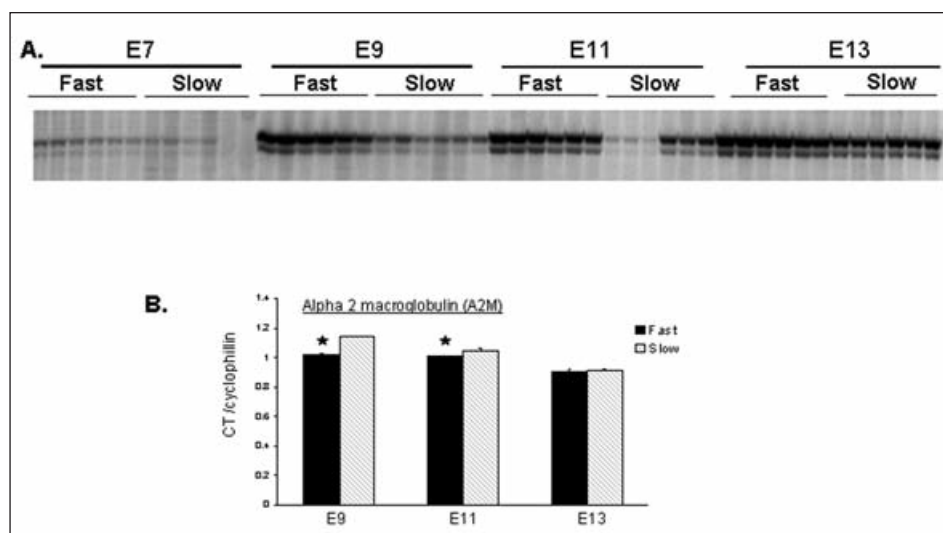 A.
E7 E9 E11 E13
Fast Slow Fast Slow Fast Slow Fast Slow
B.
Alpha 2 macroglobulin (A2M)
CT/cyclophillin
1.4
1.2
1
0.8
0.6
0.4
0.2
0
★ ★
Fast
Slow
E9 E11 E13